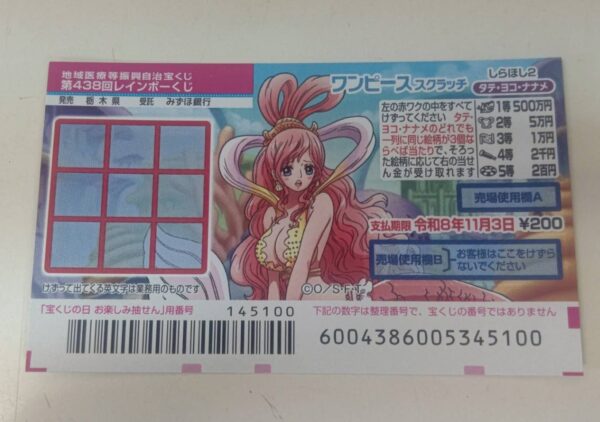 地域医療等振興自治宝くじ
第438回レインボーくじ
発売 栃木県 受託 みずほ銀行
ワンピース スクラッチ
しらほし2
タテ・ヨコ・ナナメ
左の赤ワクの中をすべて
けずってください タテ・
ヨコ・ナナメのどれでも
一列に同じ絵柄が3個な
らべば当たりで、そろっ
た絵柄に応じて右の当せ
ん金が受け取れます
1等 500万円
2等 5万円
3等 1万円
4等 2千円
5等 2百円
売場使用欄A
支払期限 令和8年11月3日 ¥200
売場使用欄B
お客様はここをけずら
ないでください
けずって出てくる英文字は業務用のものです
©O/S・F・T
「宝くじの日 お楽しみ抽せん」用番号 145100
下記の数字は整理番号で、宝くじの番号ではありません
6004386005345100